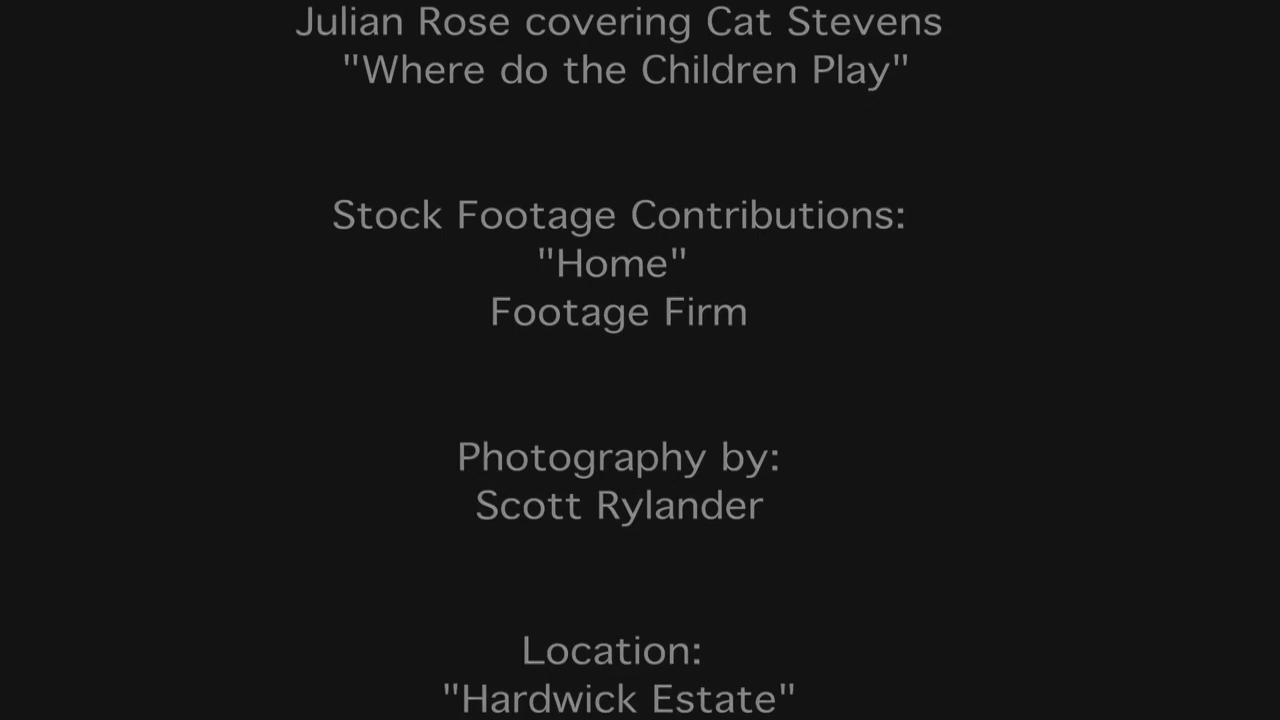 Julian Rose covering Cat Stevens
"Where do the Children Play"
Stock Footage Contributions:
"Home"
Footage Firm
Photography by:
Scott Rylander
Location:
"Hardwick Estate"